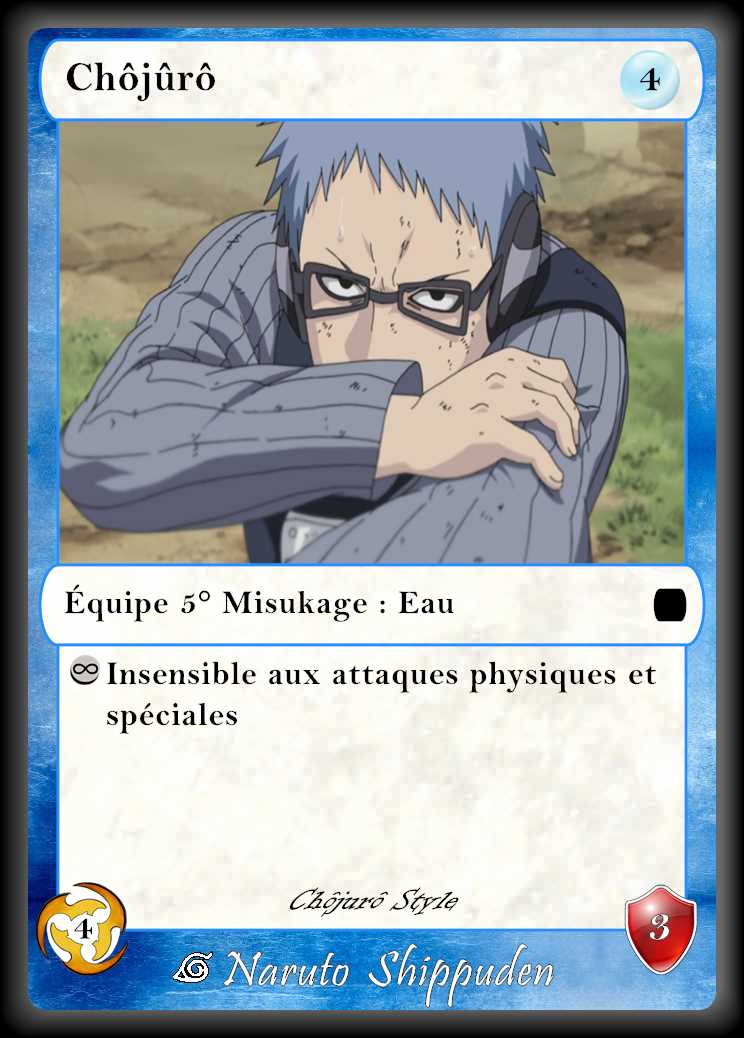 Chôjûrô
4
Équipe 5° Misukage : Eau
∞ Insensible aux attaques physiques et
spéciales
Chôjurô Style
4
3
Naruto Shippuden